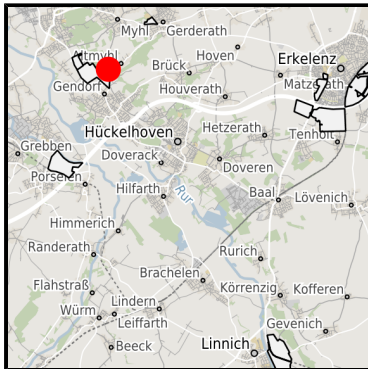 Myhl
Gerderath
Altmyhl
Hoven
Erkelenz
Brück
Gendorf
Houverath
Matzerath
Hückelhoven
Hetzerath
Tenholt
Grebben
Doverack
Doveren
Porselen
Hilfarth
Rur
Baal
Lövenich
Himmerich
Randerath
Rurich
Brachelen
Flahstraß
Körrenzig
Kofferen
Lindern
Würm
Leiffarth
Gevenich
Beeck
Linnich